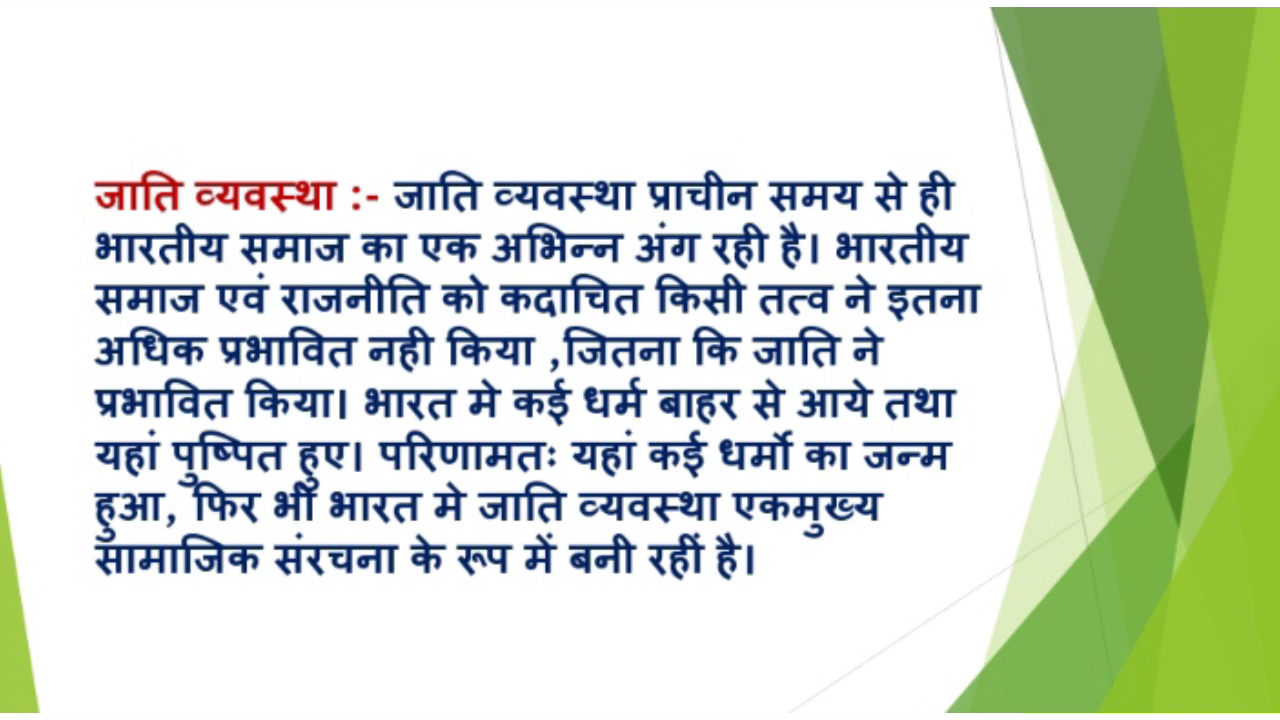 जाति व्यवस्था :- जाति व्यवस्था प्राचीन समय से ही
भारतीय समाज का एक अभिन्न अंग रही है। भारतीय
समाज एवं राजनीति को कदाचित किसी तत्व ने इतना
अधिक प्रभावित नही किया ,जितना कि जाति ने
प्रभावित किया। भारत मे कई धर्म बाहर से आये तथा
यहां पुष्पित हुए। परिणामतः यहां कई धर्मो का जन्म
हुआ, फिर भी भारत मे जाति व्यवस्था एकमुख्य
सामाजिक संरचना के रूप में बनी रहीं है।